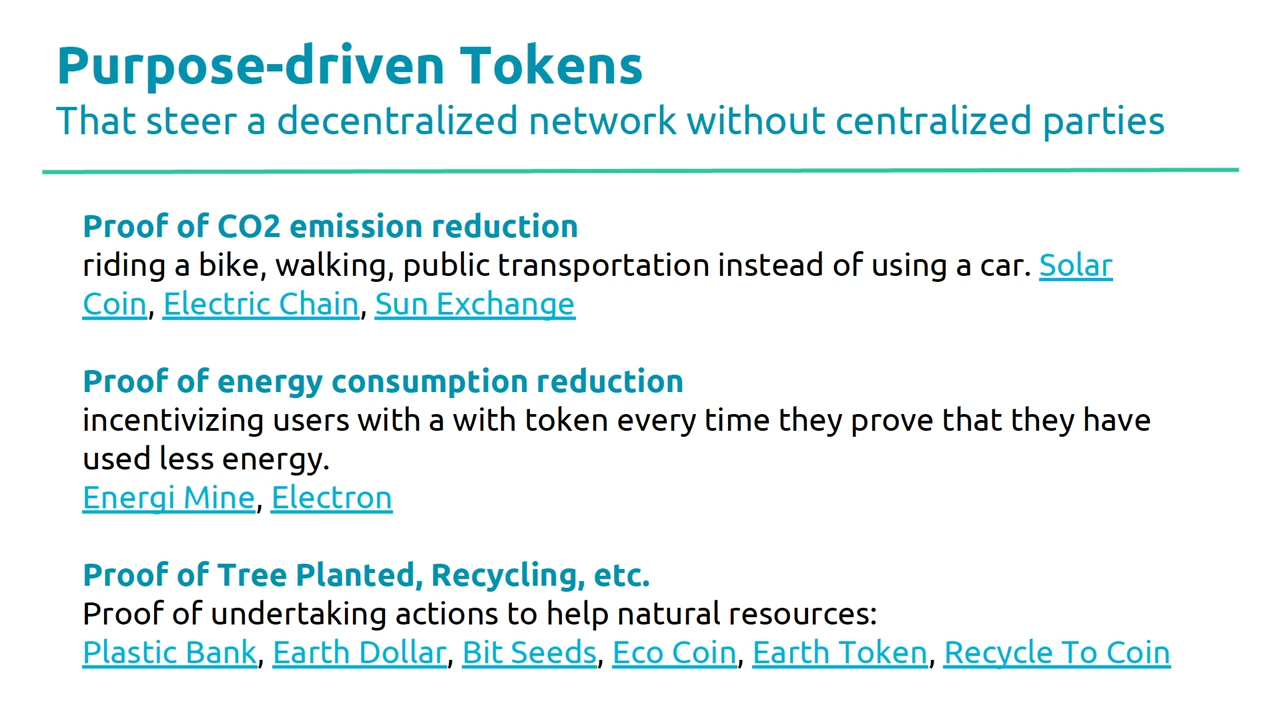 Purpose-driven Tokens
That steer a decentralized network without centralized parties
Proof of CO2 emission reduction
riding a bike, walking, public transportation instead of using a car. Solar
Coin, Electric Chain, Sun Exchange
Proof of energy consumption reduction
incentivizing users with a with token every time they prove that they have
used less energy.
Energi Mine, Electron
Proof of Tree Planted, Recycling, etc.
Proof of undertaking actions to help natural resources:
Plastic Bank, Earth Dollar, Bit Seeds, Eco Coin, Earth Token, Recycle To Coin